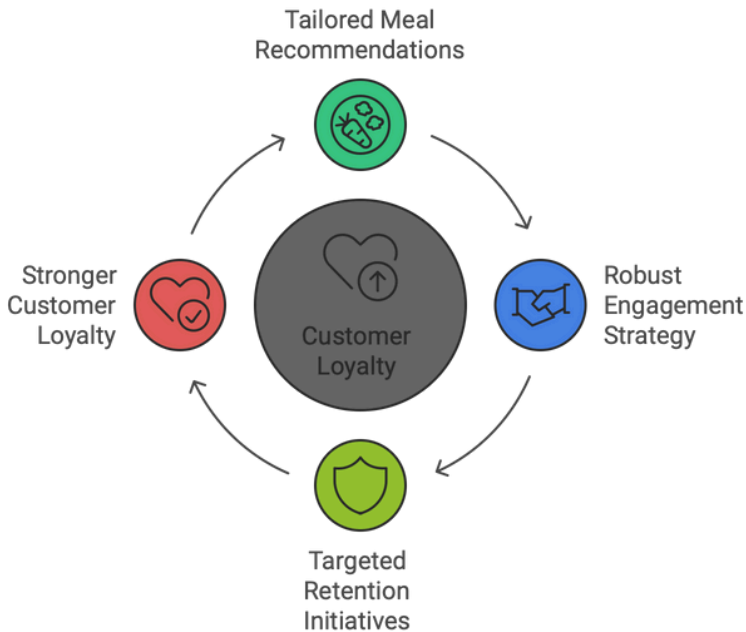 Tailored Meal
Recommendations
Stronger
Customer
Loyalty
Customer
Loyalty
Robust
Engagement
Strategy
Targeted
Retention
Initiatives